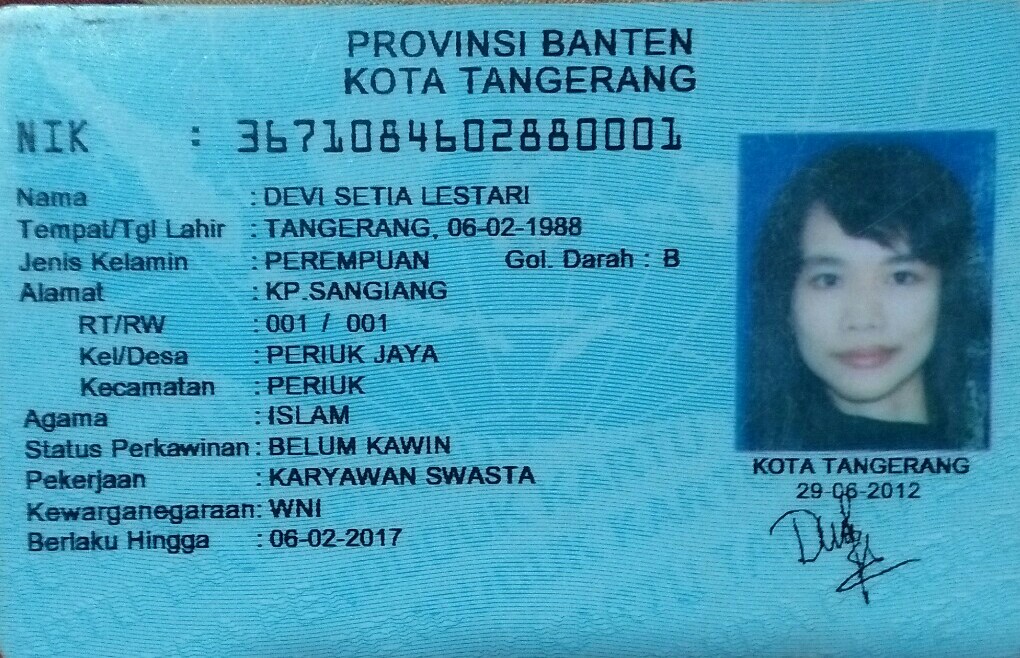 PROVINSI BANTEN
KOTA TANGERANG
NIK : 3671084602880001
Nama : DEVI SETIA LESTARI
Tempat/Tgl Lahir : TANGERANG, 06-02-1988
Jenis Kelamin : PEREMPUAN Gol. Darah : B
Alamat : KP.SANGIANG
RT/RW : 001 / 001
Kel/Desa : PERIUK JAYA
Kecamatan : PERIUK
Agama : ISLAM
Status Perkawinan : BELUM KAWIN
Pekerjaan : KARYAWAN SWASTA
Kewarganegaraan : WNI
Berlaku Hingga : 06-02-2017
KOTA TANGERANG
29-06-2012